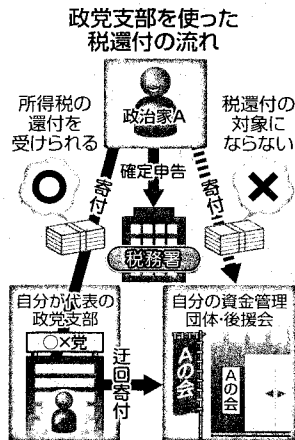 政党支部を使った
税還付の流れ
所得税の
還付を
受けられる
政治家A
税還付の
対象に
ならない
寄付
確定申告
寄付
税務署
自分が代表の
政党支部
○×党
迂回寄付
自分の資金管理
団体・後援会
Aの会
Aの会